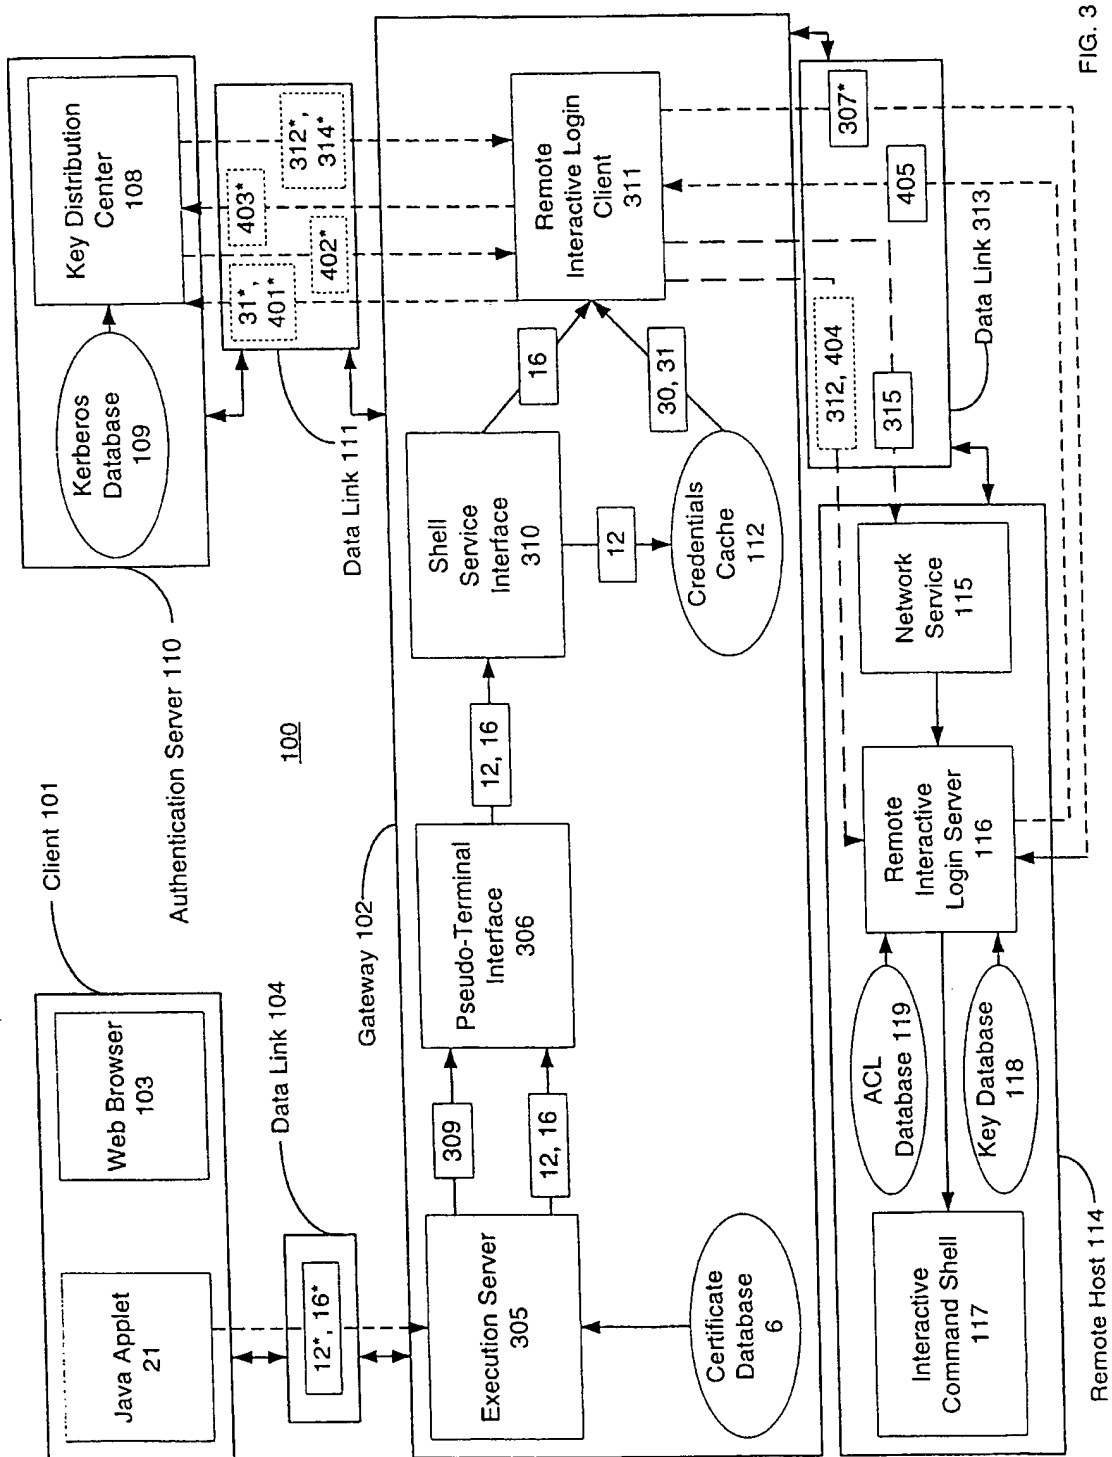 Client 101
Java Applet
21
Web Browser
103
Authentication Server 110
Kerberos
Database
109
Key Distribution
Center
108
Data Link 104
12*, 16*
100
Data Link 111
31*,
401*
402*
403*
312*,
314*
Gateway 102
Execution Server
305
309
12, 16
Certificate
Database
6
Pseudo-Terminal
Interface
306
12, 16
Shell
Service
Interface
310
16
12
Credentials
Cache
112
30, 31
Remote
Interactive Login
Client
311
312, 404
315
405
307*
Data Link 313
Remote Host 114
Interactive
Command Shell
117
ACL
Database 119
Key Database
118
Remote
Interactive
Login Server
116
Network
Service
115
FIG. 3